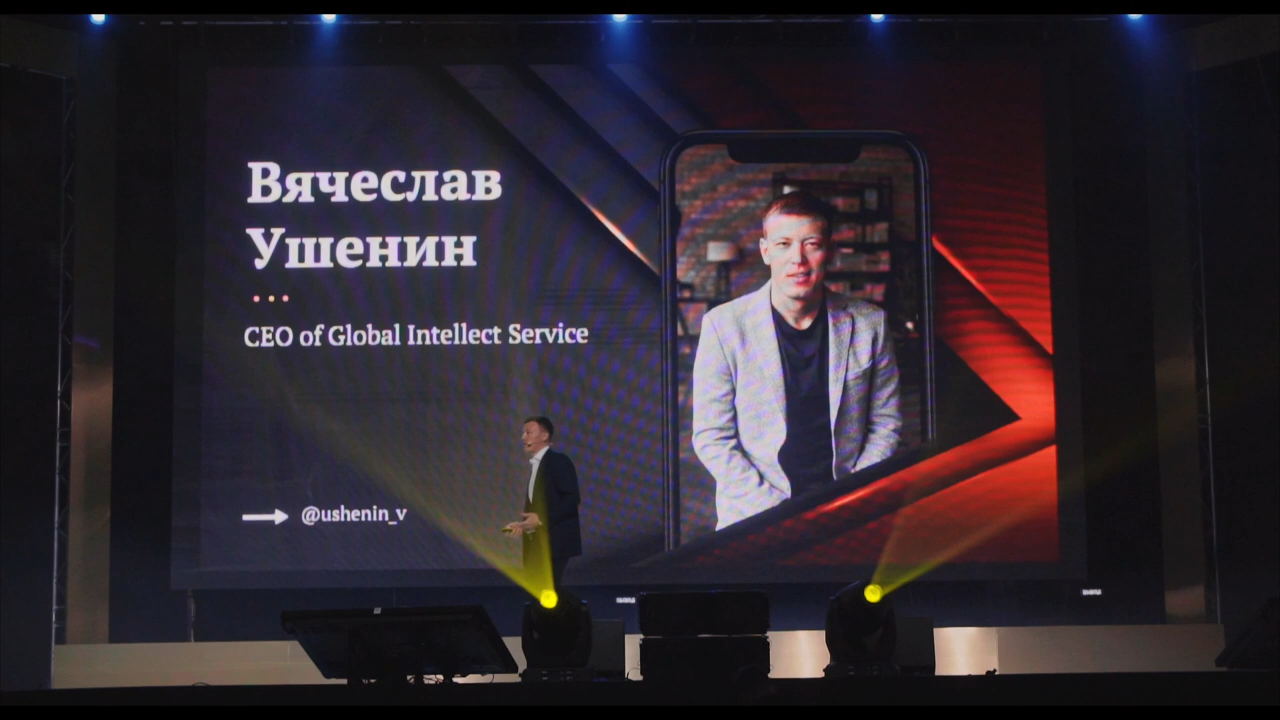 Вячеслав
Ушенин
CEO of Global Intellect Service
@ushenin_v